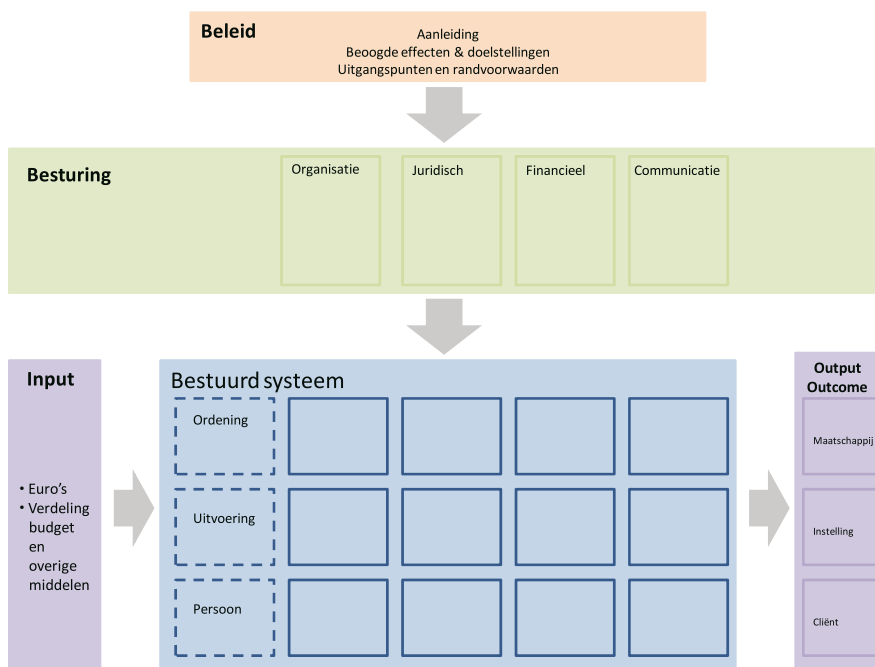 Beleid
Aanleiding
Beoogde effecten & doelstellingen
Uitgangspunten en randvoorwaarden
Besturing
Organisatie
Juridisch
Financieel
Communicatie
Input
• Euro's
• Verdeling
budget
en
overige
middelen
Bestuurd systeem
Ordening
Uitvoering
Persoon
Output
Outcome
Maatschappij
Instelling
Cliënt